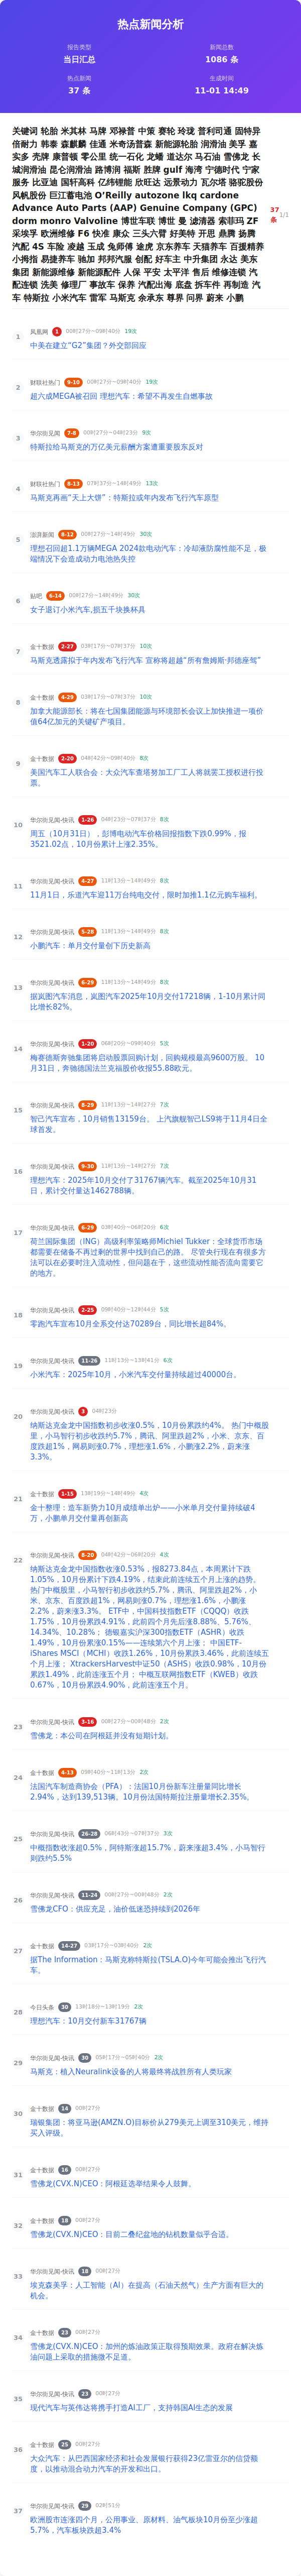 热点新闻分析
报告类型
当日汇总
新闻总数
1086 条
热点新闻
37 条
生成时间
11-01 14:49
关键词 轮胎 米其林 马牌 邓禄普 中策 赛轮 玲珑 普利司通 固特异
倍耐力 韩泰 森麒麟 佳通 米奇汤普森 新能源轮胎 润滑油 美孚 嘉
实多 壳牌 康普顿 零公里 统一石化 龙蟠 道达尔 马石油 雪佛龙 长
城润滑油 昆仑润滑油 路博润 福斯 胜牌 gulf 海湾 宁德时代 宁家
服务 比亚迪 国轩高科 亿纬锂能 欣旺达 远景动力 瓦尔塔 骆驼股份
风帆股份 巨江蓄电池 O’Reilly autozone lkq cardone
Advance Auto Parts (AAP) Genuine Company (GPC)
dorm monro Valvoline 博世车联 博世 曼 滤清器 索菲玛 ZF
采埃孚 欧洲维修 F6 快准 康众 三头六臂 好美特 开思 鼎腾 扬腾
汽配 4S 车险 凌越 玉成 兔师傅 途虎 京东养车 天猫养车 百援精养
小拇指 易捷养车 驰加 邦邦汽服 创配 好车主 中升集团 永达 美东
集团 新能源维修 新能源配件 人保 平安 太平洋 售后 维修连锁 汽
配连锁 洗美 修理厂 事故车 保养 汽配出海 底盘 拆车件 再制造 汽
车 特斯拉 小米汽车 雷军 马斯克 余承东 尊界 问界 蔚来 小鹏
37
条
1/1
1
凤凰网 1 00时27分~09时40分 19次
中美在建立“G2”集团？外交部回应
2
财联社热门 9-10 00时27分~09时40分 19次
超六成MEGA被召回 理想汽车：希望不再发生自燃事故
3
华尔街见闻 7-8 00时27分~04时23分 9次
特斯拉给马斯克的万亿美元薪酬方案遭重要股东反对
4
财联社热门 8-13 07时37分~14时49分 13次
马斯克再画“天上大饼”：特斯拉或年内发布飞行汽车原型
5
澎湃新闻 8-12 00时27分~14时49分 30次
理想召回超1.1万辆MEGA 2024款电动汽车：冷却液防腐性能不足，极
端情况下会造成动力电池热失控
6
贴吧 6-14 00时27分~14时49分 30次
女子退订小米汽车,损五千块换杯具
7
金十数据 2-27 03时17分~07时37分 10次
马斯克透露拟于年内发布飞行汽车 宣称将超越“所有詹姆斯·邦德座驾”
8
金十数据 4-29 03时17分~07时37分 10次
加拿大能源部长：将在七国集团能源与环境部长会议上加快推进一项价
值64亿加元的关键矿产项目。
9
金十数据 2-20 04时42分~09时40分 8次
美国汽车工人联合会：大众汽车查塔努加工厂工人将就罢工授权进行投
票。
10
华尔街见闻-快讯 1-26 04时23分~07时37分 8次
周五（10月31日），彭博电动汽车价格回报指数下跌0.99%，报
3521.02点，10月份累计上涨2.35%。
11
华尔街见闻-快讯 4-27 11时13分~14时49分 8次
11月1日，乐道汽车迎11万台纯电交付，限时加推1.1亿元购车福利。
12
华尔街见闻-快讯 5-28 11时13分~14时49分 8次
小鹏汽车：单月交付量创下历史新高
13
华尔街见闻-快讯 6-29 11时13分~14时49分 8次
据岚图汽车消息，岚图汽车2025年10月交付17218辆，1-10月累计同
比增长82%。
14
华尔街见闻-快讯 1-20 06时20分~09时40分 5次
梅赛德斯奔驰集团将启动股票回购计划，回购规模最高9600万股。 10
月31日，奔驰德国法兰克福股价收报55.88欧元。
15
华尔街见闻-快讯 8-29 11时13分~14时27分 7次
智己汽车宣布，10月销售13159台。 上汽旗舰智己LS9将于11月4日全
球首发。
16
华尔街见闻-快讯 9-30 11时13分~14时27分 7次
理想汽车：2025年10月交付了31767辆汽车。截至2025年10月31
日，累计交付量达1462788辆。
17
华尔街见闻-快讯 6-29 03时40分~06时20分 6次
荷兰国际集团（ING）高级利率策略师Michiel Tukker：全球货币市场
都需要在储备不再过剩的世界中找到自己的路。 尽管央行现在有很多方
法可以在必要时注入流动性，但问题在于，这些流动性能否流向需要它
的地方。
18
华尔街见闻-快讯 2-25 09时40分~12时44分 5次
零跑汽车宣布10月全系交付达70289台，同比增长超84%。
19
华尔街见闻-快讯 11-26 11时13分~13时41分 6次
小米汽车：2025年10月，小米汽车交付量持续超过40000台。
20
华尔街见闻-快讯 3 04时23分
纳斯达克金龙中国指数初步收涨0.5%，10月份累跌约4%。 热门中概股
里，小马智行初步收跌约5.7%，腾讯、阿里跌超2%，小米、京东、百
度跌超1%，网易则涨0.7%，理想涨1.6%，小鹏涨2.2%，蔚来涨
3.3%。
21
金十数据 1-15 13时19分~14时49分 4次
金十整理：造车新势力10月成绩单出炉——小米单月交付量持续破4
万，小鹏单月交付量再创新高
22
华尔街见闻-快讯 8-20 04时42分~06时20分 4次
纳斯达克金龙中国指数收涨0.53%，报8273.84点，本周累计下跌
1.05%，10月份累计下跌4.19%，结束此前连续五个月上涨的趋势。
热门中概股里，小马智行初步收跌约5.7%，腾讯、阿里跌超2%，小
米、京东、百度跌超1%，网易则涨0.7%，理想涨1.6%，小鹏涨
2.2%，蔚来涨3.3%。 ETF中，中国科技指数ETF（CQQQ）收跌
1.75%，10月份累跌4.91%，此前四个月先后涨8.88%、5.76%、
14.34%、10.28%； 德银嘉实沪深300指数ETF（ASHR）收跌
1.49%，10月份累涨0.15%——连续第六个月上涨； 中国ETF-
iShares MSCI（MCHI）收跌1.26%，10月份累跌3.46%，此前连续五
个月上涨； XtrackersHarvest中证50（ASHS）收跌0.98%，10月份
累跌1.49%，此前连涨五个月； 中概互联网指数ETF（KWEB）收跌
0.67%，10月份累跌4.90%，此前连涨五个月。
23
华尔街见闻-快讯 3-16 00时27分~00时48分 2次
雪佛龙：本公司在阿根廷并没有短期计划。
24
金十数据 4-13 09时40分~11时13分 2次
法国汽车制造商协会（PFA）：法国10月份新车注册量同比增长
2.94%，达到139,513辆。10月份法国特斯拉注册量增长2.35%。
25
华尔街见闻-快讯 26-28 06时43分~07时37分 3次
中概指数收涨超0.5%，阿特斯涨超15.7%，蔚来涨超3.4%，小马智行
则跌约5.5%
26
华尔街见闻-快讯 11-24 00时27分~00时48分 2次
雪佛龙CFO：供应充足，油价低迷恐持续到2026年
27
金十数据 14-27 03时17分~03时40分 2次
据The Information：马斯克称特斯拉(TSLA.O)今年可能会推出飞行汽
车。
28
今日头条 30 13时18分~13时19分 2次
理想汽车：10月交付新车31767辆
29
华尔街见闻-快讯 30 05时17分~05时40分 2次
马斯克：植入Neuralink设备的人将最终将战胜所有人类玩家
30
金十数据 14 00时27分
瑞银集团：将亚马逊(AMZN.O)目标价从279美元上调至310美元，维持
买入评级。
31
金十数据 16 00时27分
雪佛龙(CVX.N)CEO：阿根廷选举结果令人鼓舞。
32
金十数据 18 00时27分
雪佛龙(CVX.N)CEO：目前二叠纪盆地的钻机数量似乎合适。
33
华尔街见闻-快讯 18 00时27分
埃克森美孚：人工智能（AI）在提高（石油天然气）生产方面有巨大的
机会。
34
金十数据 23 00时27分
雪佛龙(CVX.N)CEO：加州的炼油政策正取得预期效果。政府在解决炼
油问题上采取的措施微不足道。
35
华尔街见闻-快讯 23 00时27分
现代汽车与英伟达将携手打造AI工厂，支持韩国AI生态的发展
36
金十数据 25 00时27分
大众汽车：从巴西国家经济和社会发展银行获得23亿雷亚尔的信贷额
度，以推动混合动力汽车的开发和出口。
37
华尔街见闻-快讯 29 02时51分
欧洲股市连涨四个月，公用事业、原材料、油气板块10月份至少涨超
5.7%，汽车板块跌超3.4%